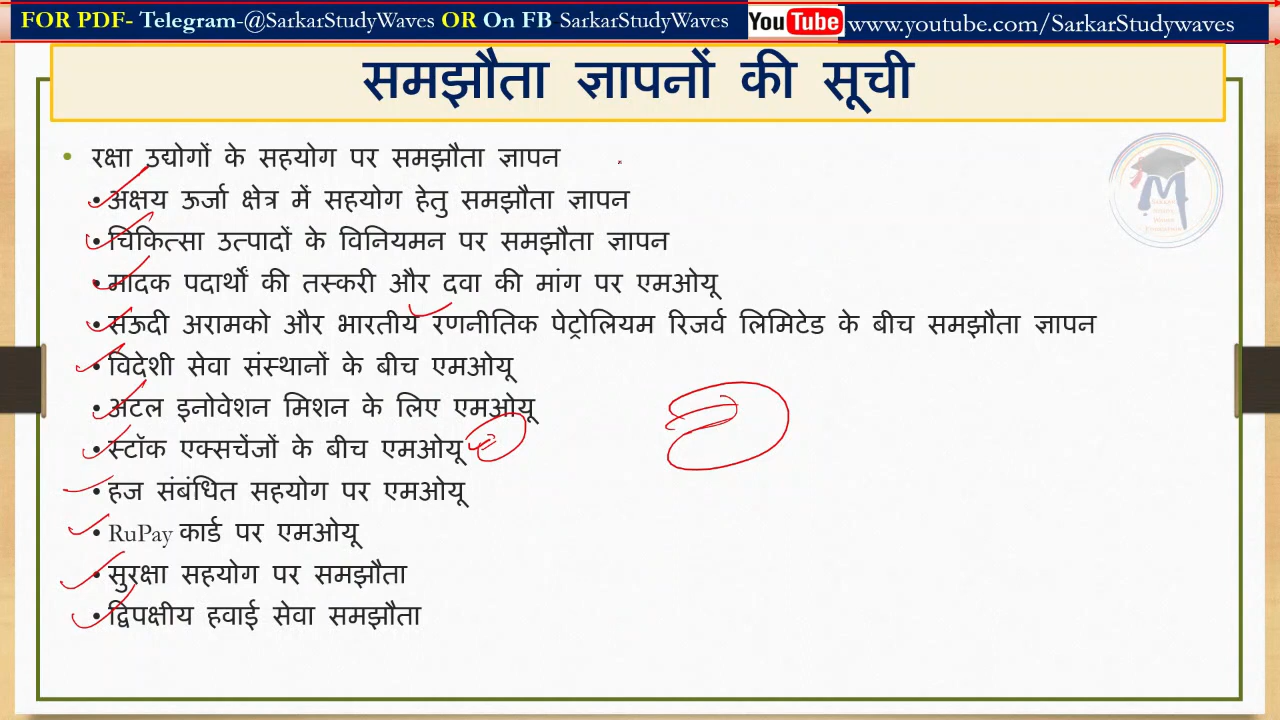 FOR PDF- Telegram-@SarkarStudyWaves OR On FB SarkarStudyWaves YouTube www.youtube.com/SarkarStudyWaves
समझौता ज्ञापनों की सूची
• रक्षा उद्योगों के सहयोग पर समझौता ज्ञापन
• अक्षय ऊर्जा क्षेत्र में सहयोग हेतु समझौता ज्ञापन
• चिकित्सा उत्पादों के विनियमन पर समझौता ज्ञापन
• मादक पदार्थों की तस्करी और दवा की मांग पर एमओयू
• सऊदी अरामको और भारतीय रणनीतिक पेट्रोलियम रिजर्व लिमिटेड के बीच समझौता ज्ञापन
• विदेशी सेवा संस्थानों के बीच एमओयू
• अटल इनोवेशन मिशन के लिए एमओयू
• स्टॉक एक्सचेंजों के बीच एमओयू
• हज संबंधित सहयोग पर एमओयू
• RuPay कार्ड पर एमओयू
• सुरक्षा सहयोग पर समझौता
• द्विपक्षीय हवाई सेवा समझौता